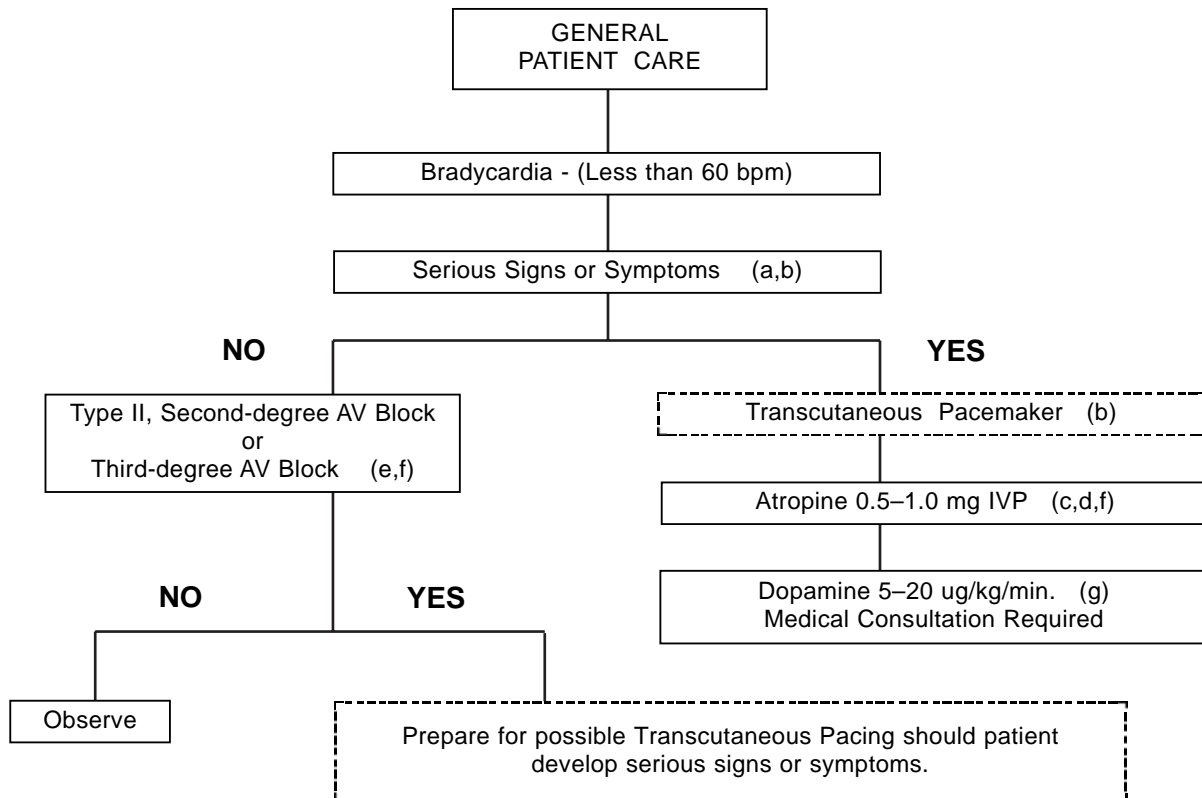 GENERAL
PATIENT CARE
Bradycardia - (Less than 60 bpm)
Serious Signs or Symptoms (a,b)
NO
YES
Type II, Second-degree AV Block
or
Third-degree AV Block (e,f)
Transcutaneous Pacemaker (b)
Atropine 0.5–1.0 mg IVP (c,d,f)
Dopamine 5–20 ug/kg/min. (g)
Medical Consultation Required
NO
YES
Observe
Prepare for possible Transcutaneous Pacing should patient
develop serious signs or symptoms.